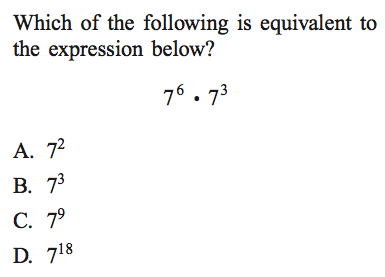 Which of the following is equivalent to
the expression below?
7⁶ • 7³
A. 7²
B. 7³
C. 7⁹
D. 7¹⁸